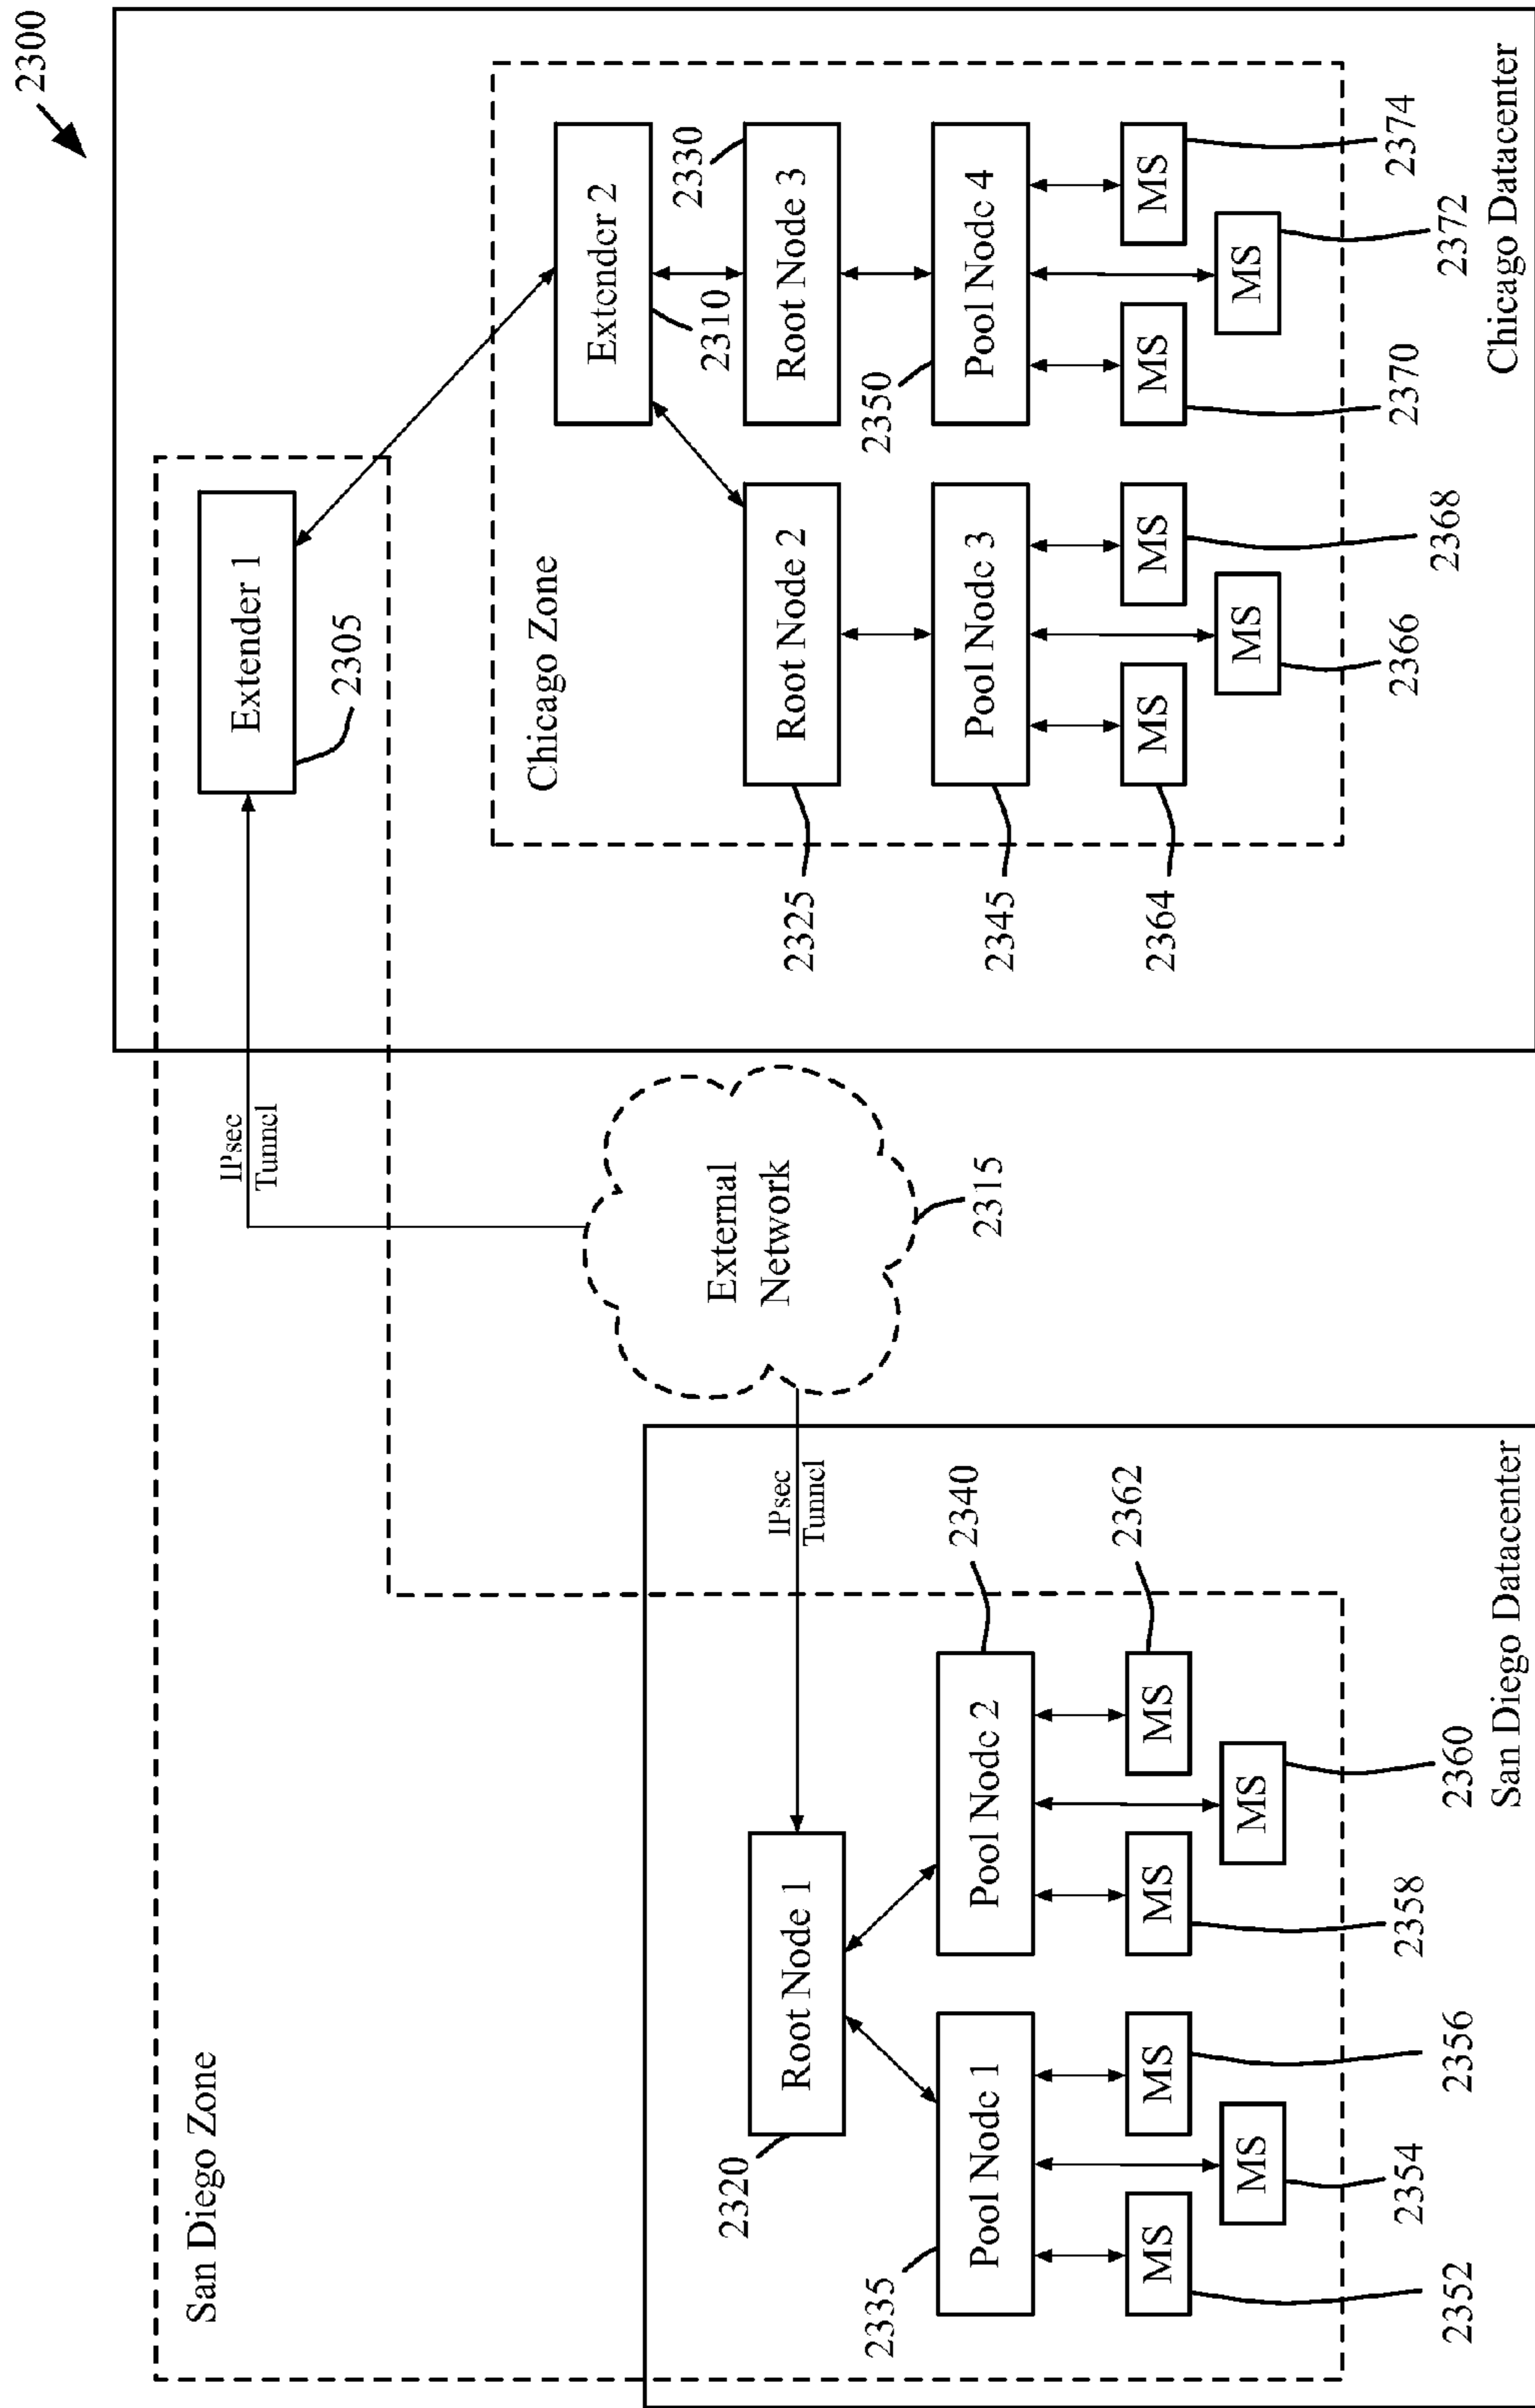 2300
San Diego Zone
Extender 1
2305
IPsec
Tunnel
Chicago Zone
Extender 2
2310
External
Network
2315
IPsec
Tunnel
Root Node 1
2320
Root Node 2
2325
Root Node 3
2330
Pool Node 1
2335
Pool Node 2
2340
Pool Node 3
2345
Pool Node 4
2350
MS
MS
MS
MS
MS
MS
MS
MS
MS
MS
MS
MS
2352
2354
2356
2358
2360
2362
2364
2366
2368
2370
2372
2374
San Diego Datacenter
Chicago Datacenter